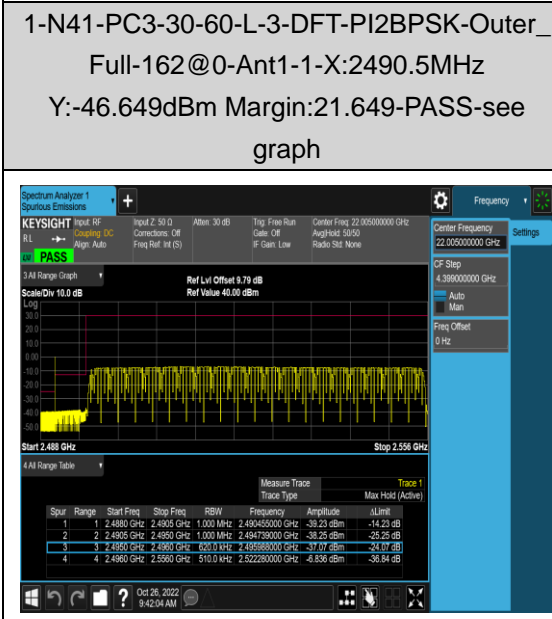 1-N41-PC3-30-60-L-3-DFT-PI2BPSK-Outer_
Full-162@0-Ant1-1-X:2490.5MHz
Y:-46.649dBm Margin:21.649-PASS-see
graph
Spectrum Analyzer 1
Spurious Emissions
Frequency
KEYSIGHT Input: RF Input Z: 50 Ω Atten: 30 dB Trig: Free Run Center Freq: 22.005000000 GHz
RL Coupling: DC Corrections: Off Gate: Off Avg|Hold: 50/50
Align: Auto Freq Ref: Int (S) IF Gain: Low Radio Std: None
PASS
Center Frequency
22.005000000 GHz
Settings
CF Step
4.399000000 GHz
Auto
Man
Freq Offset
0 Hz
3 All Range Graph
Ref Lvl Offset 9.79 dB
Scale/Div 10.0 dB Ref Value 40.00 dBm
Log
30.0
20.0
10.0
0.00
-10.0
-20.0
-30.0
-40.0
-50.0
Start 2.488 GHz Stop 2.556 GHz
4 All Range Table
Measure Trace Trace 1
Trace Type Max Hold (Active)
Spur Range Start Freq Stop Freq RBW Frequency Amplitude ΔLimit
1 1 2.4880 GHz 2.4905 GHz 1.000 MHz 2.490455000 GHz -39.23 dBm -14.23 dB
2 2 2.4905 GHz 2.4950 GHz 1.000 MHz 2.494739000 GHz -38.25 dBm -25.25 dB
3 3 2.4950 GHz 2.4960 GHz 620.0 kHz 2.495988000 GHz -37.07 dBm -24.07 dB
4 4 2.4960 GHz 2.5560 GHz 510.0 kHz 2.522280000 GHz -6.836 dBm -36.84 dB
Oct 26, 2022
9:42:04 AM